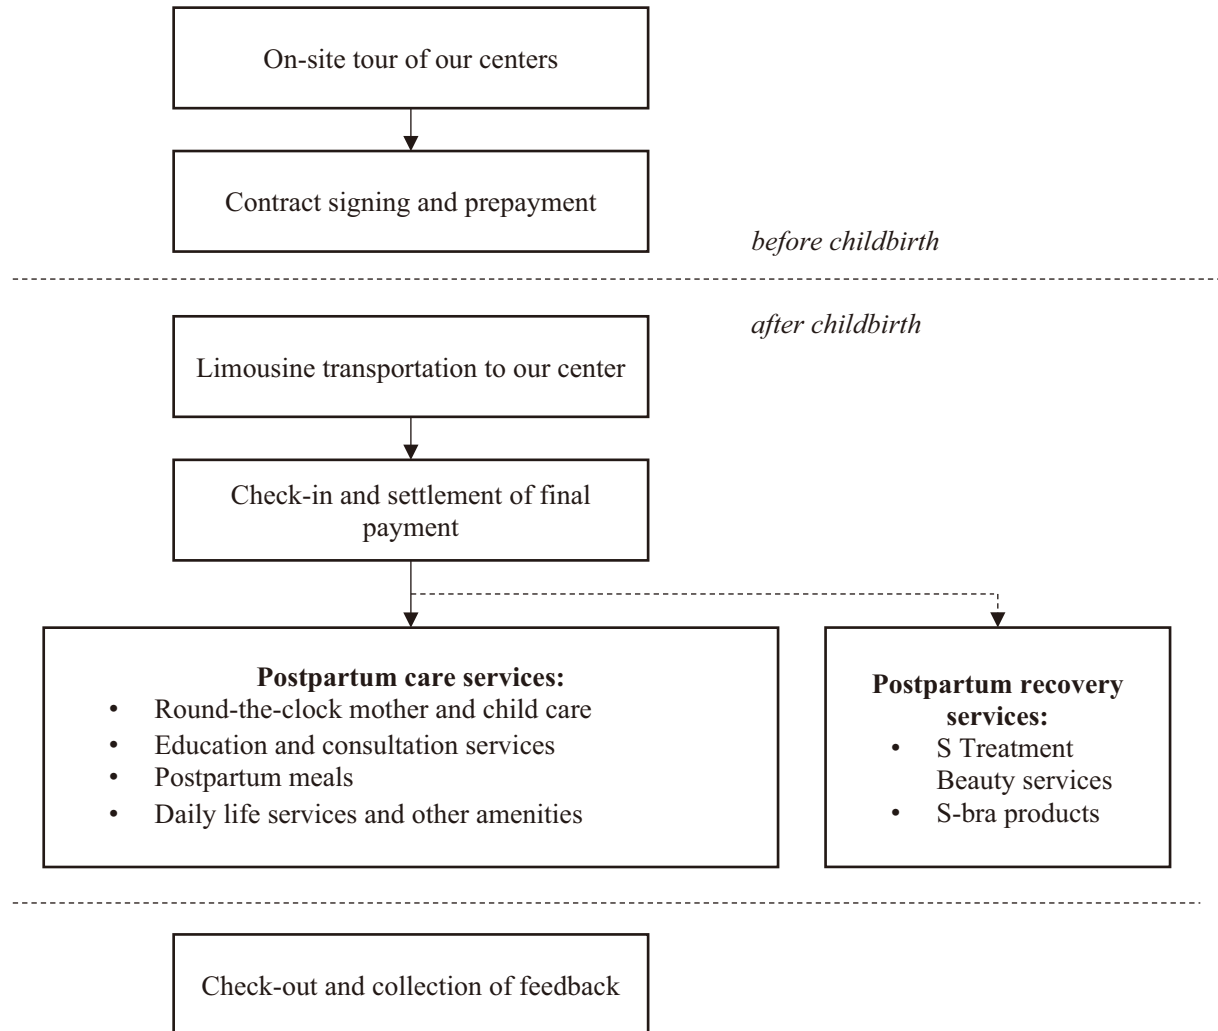 On-site tour of our centers
Contract signing and prepayment
before childbirth
after childbirth
Limousine transportation to our center
Check-in and settlement of final
payment
Postpartum care services:
• Round-the-clock mother and child care
• Education and consultation services
• Postpartum meals
• Daily life services and other amenities
Postpartum recovery
services:
• S Treatment
Beauty services
• S-bra products
Check-out and collection of feedback